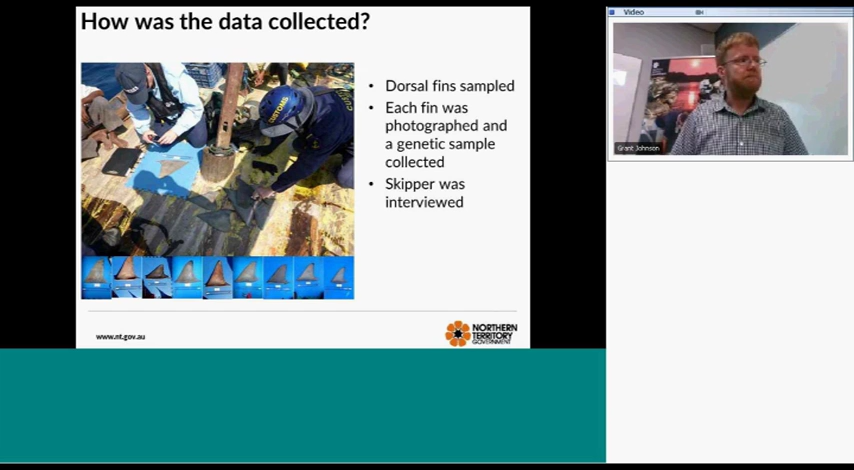 How was the data collected?
Video
• Dorsal fins sampled
• Each fin was
photographed and
a genetic sample
collected
• Skipper was
interviewed
CUSTOMS
Grant Johnson
www.nt.gov.au
NORTHERN
TERRITORY
GOVERNMENT